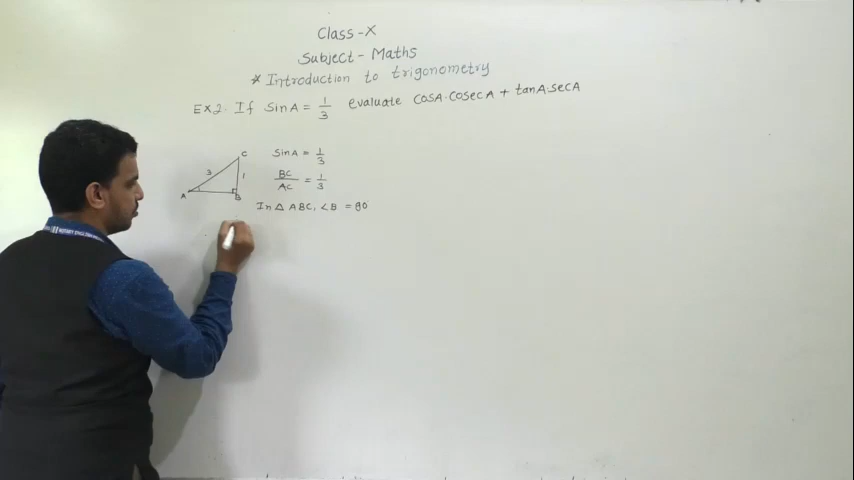 Class-X
Subject - Maths
* Introduction to trigonometry
Ex 2. If SinA = 1/3 evaluate cosA.cosecA + tanA.secA
C
3
1
A
B
SinA = 1/3
BC/AC = 1/3
In △ ABC, ∠B = 90